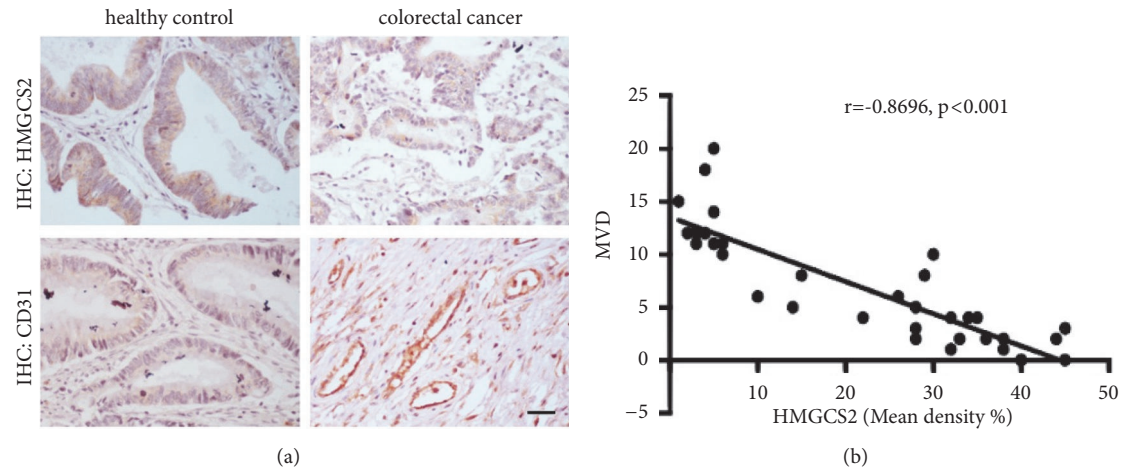 healthy control
colorectal cancer
IHC: HMGCS2
IHC: CD31
(a)
r=-0.8696, p<0.001
MVD
25
20
15
10
5
0
−5
10
20
30
40
50
HMGCS2 (Mean density %)
(b)